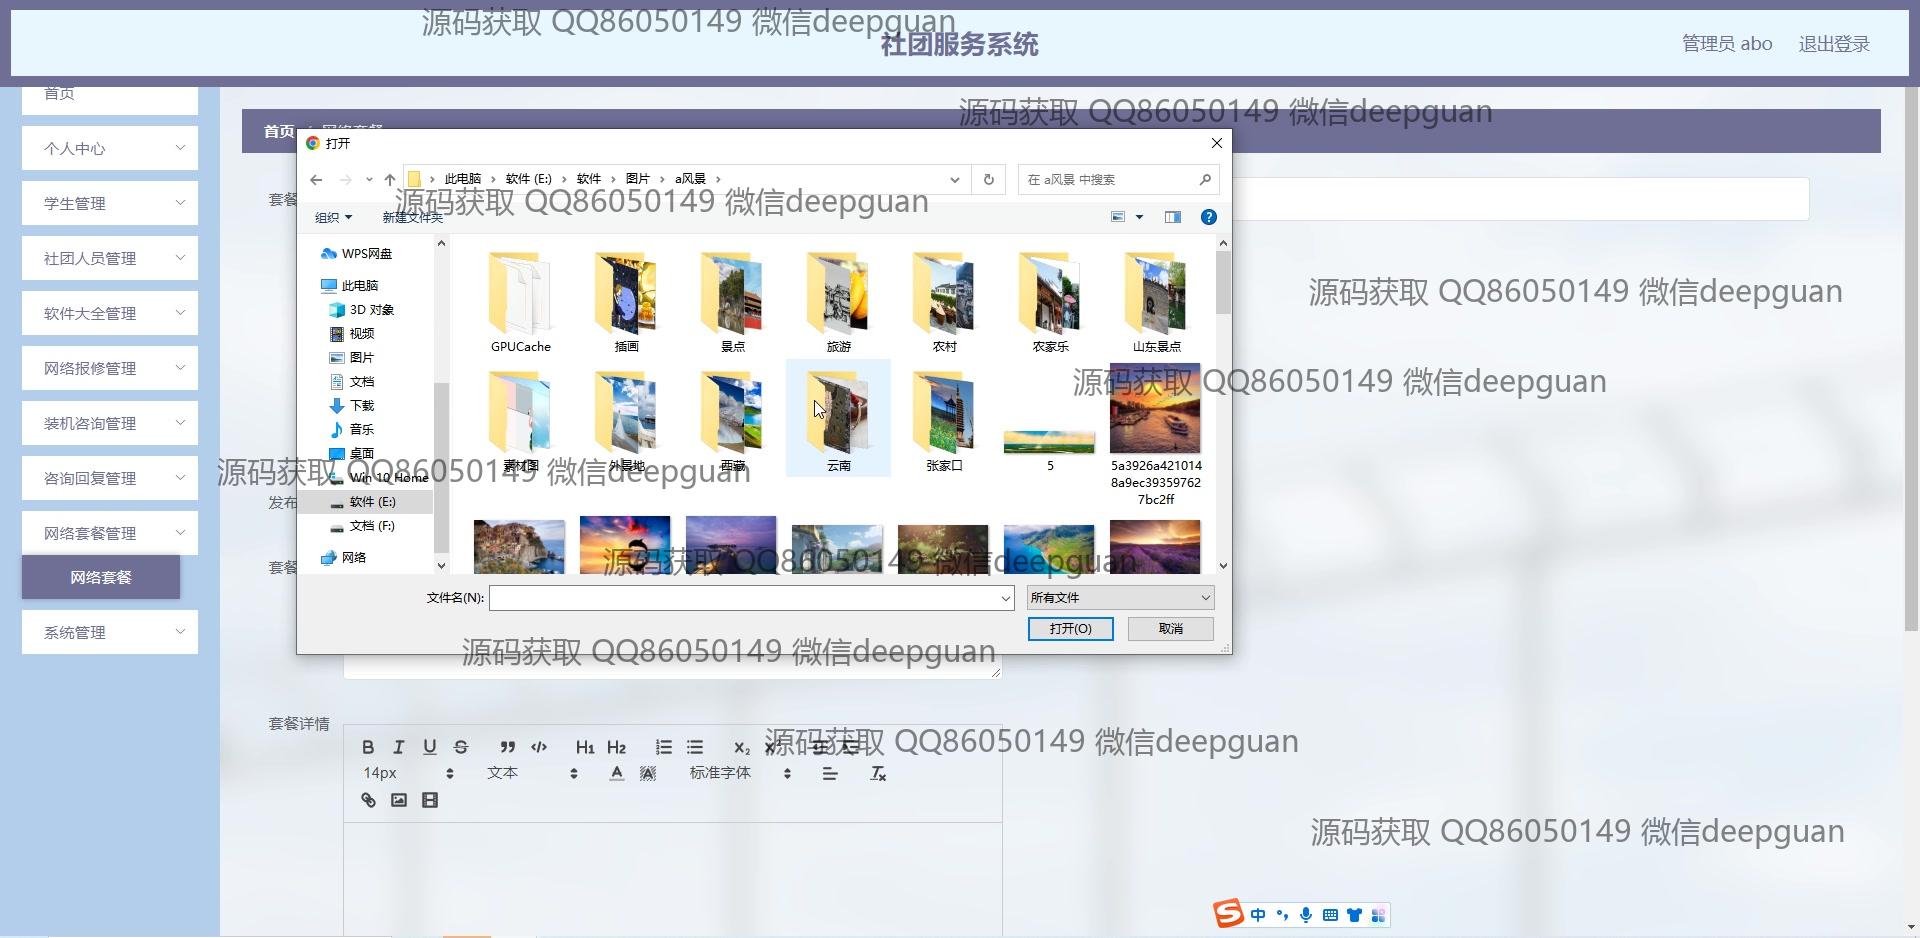 源码获取 QQ86050149 微信deepguan
社团服务系统
管理员 abo
退出登录
首页
个人中心
学生管理
社团人员管理
软件大全管理
网络报修管理
装机咨询管理
咨询回复管理
网络套餐管理
网络套餐
系统管理
源码获取 QQ86050149 微信deepguan
首页
网络套餐
打开
此电脑 › 软件 (E:) › 软件 › 图片 › a风景 ›
在 a风景 中搜索
套餐
源码获取 QQ86050149 微信deepguan
组织
新建文件夹
WPS网盘
此电脑
3D 对象
视频
图片
文档
下载
音乐
桌面
Win 10 Home
软件 (E:)
文档 (F:)
网络
GPUCache
插画
景点
旅游
农村
农家乐
山东景点
源码获取 QQ86050149 微信deepguan
源码获取 QQ86050149 微信deepguan
素材图
外景地
西藏
云南
张家口
5
5a3926a421014
8a9ec39359762
7bc2ff
源码获取 QQ86050149 微信deepguan
发布
套餐
源码获取 QQ86050149 微信deepguan
文件名(N):
所有文件
打开(O)
取消
源码获取 QQ86050149 微信deepguan
套餐详情
B I U S H1 H2 X2
源码获取 QQ86050149 微信deepguan
14px
文本
标准字体
源码获取 QQ86050149 微信deepguan
中